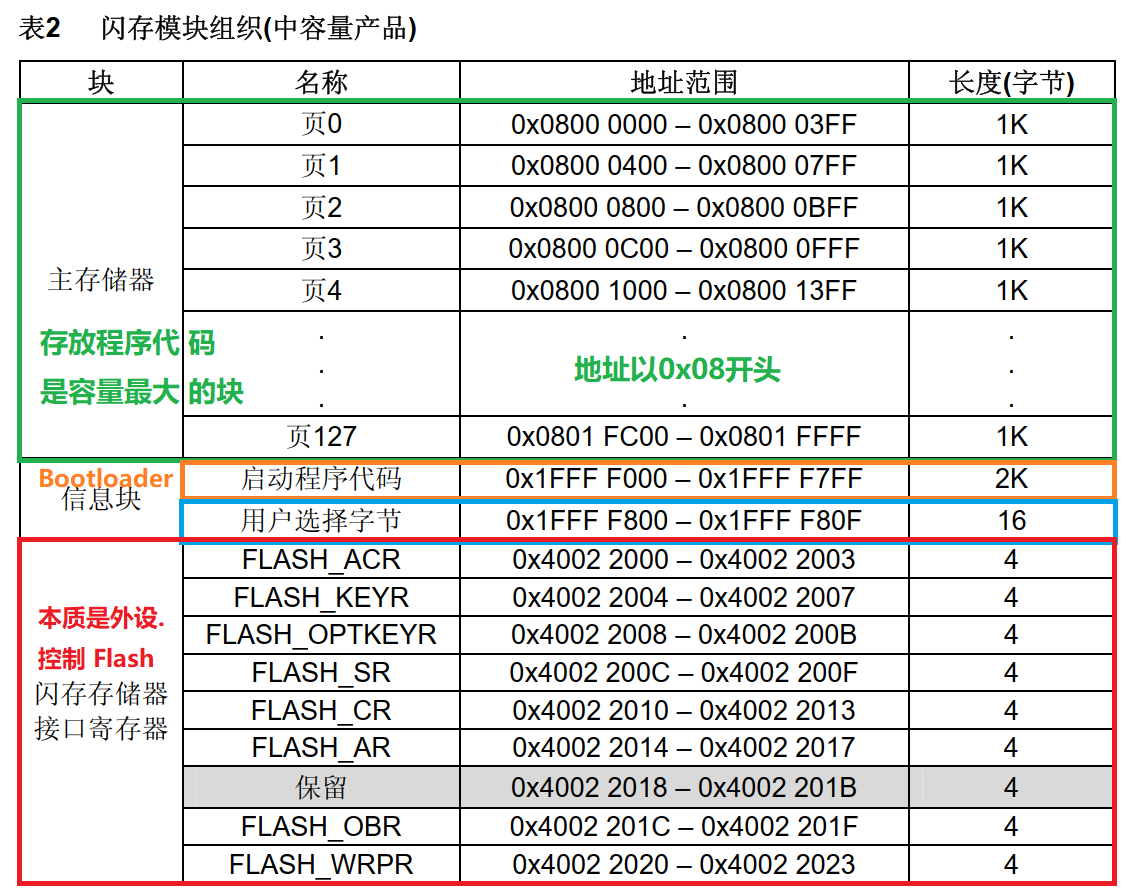 表2 闪存模块组织(中容量产品)
块 名称 地址范围 长度(字节)
页0 0x0800 0000 – 0x0800 03FF 1K
页1 0x0800 0400 – 0x0800 07FF 1K
页2 0x0800 0800 – 0x0800 0BFF 1K
页3 0x0800 0C00 – 0x0800 0FFF 1K
主存储器
页4 0x0800 1000 – 0x0800 13FF 1K
存放程序代码
. . .
地址以0x08开头
. .
是容量最大的块
. . .
页127 0x0801 FC00 – 0x0801 FFFF 1K
Bootloader
信息块
启动程序代码 0x1FFF F000 – 0x1FFF F7FF 2K
用户选择字节 0x1FFF F800 – 0x1FFF F80F 16
FLASH_ACR 0x4002 2000 – 0x4002 2003 4
FLASH_KEYR 0x4002 2004 – 0x4002 2007 4
本质是外设.
FLASH_OPTKEYR 0x4002 2008 – 0x4002 200B 4
控制 Flash
FLASH_SR 0x4002 200C – 0x4002 200F 4
闪存存储器
接口寄存器
FLASH_CR 0x4002 2010 – 0x4002 2013 4
FLASH_AR 0x4002 2014 – 0x4002 2017 4
保留 0x4002 2018 – 0x4002 201B 4
FLASH_OBR 0x4002 201C – 0x4002 201F 4
FLASH_WRPR 0x4002 2020 – 0x4002 2023 4